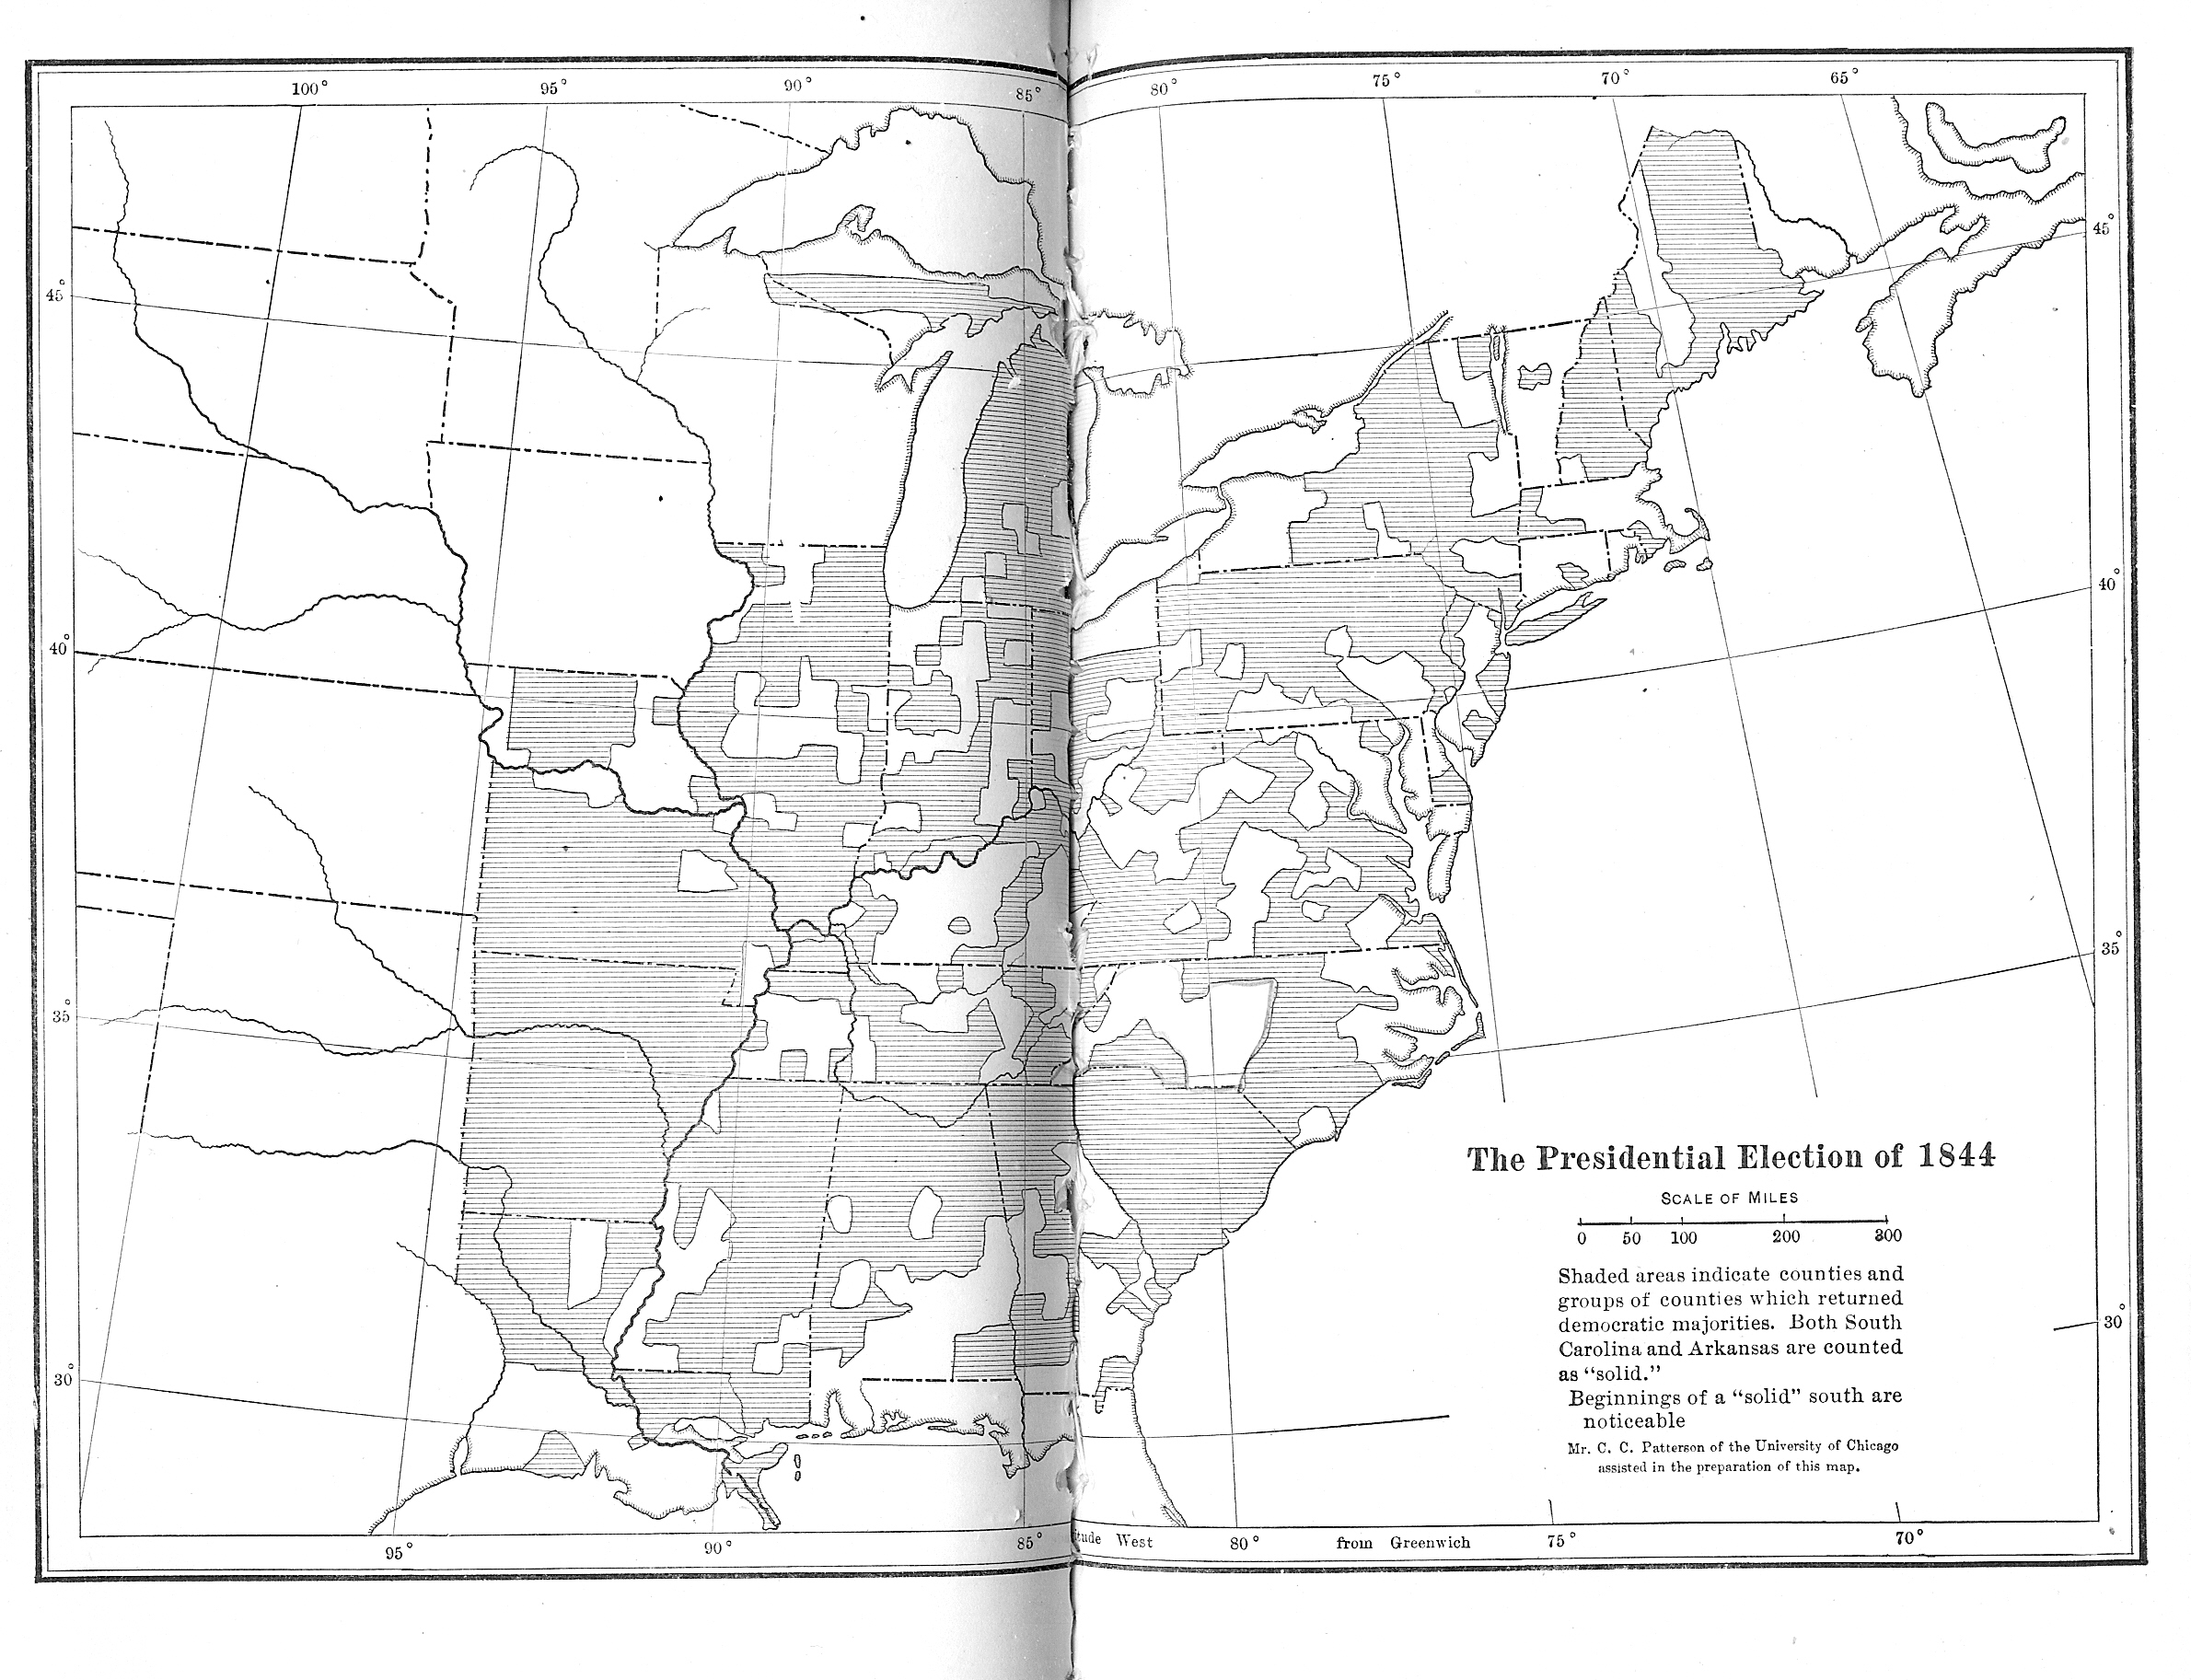 100° 95° 90° 85° 80° 75° 70° 65°
45°
45°
40°
40°
35°
35°
The Presidential Election of 1844
SCALE OF MILES
0 50 100 200 300
Shaded areas indicate counties and
groups of counties which returned
democratic majorities. Both South
Carolina and Arkansas are counted
as “solid.”
Beginnings of a “solid” south are
noticeable
Mr. C. C. Patterson of the University of Chicago
assisted in the preparation of this map.
30°
30°
95° 90° 85° West 80° from Greenwich 75° 70°